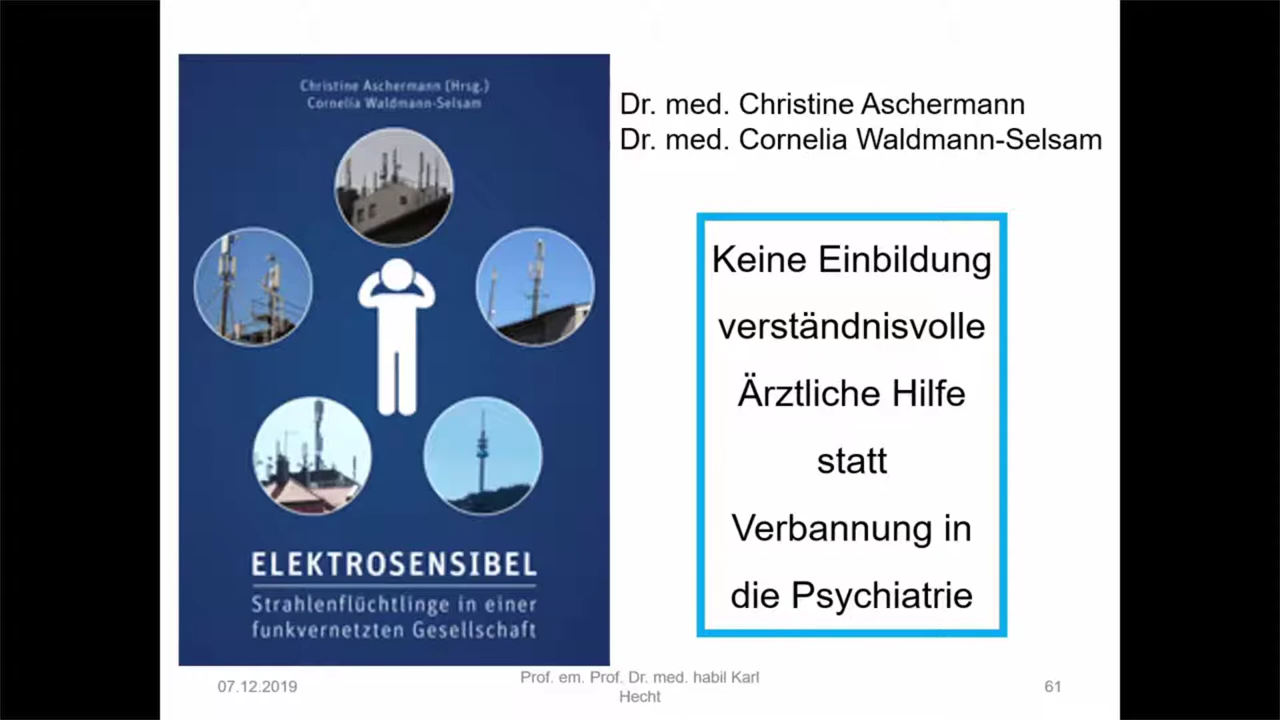 Christine Aschermann (Hrsg.)
Cornelia Waldmann-Selsam
ELEKTROSENSIBEL
Strahlenflüchtlinge in einer
funkvernetzten Gesellschaft
Dr. med. Christine Aschermann
Dr. med. Cornelia Waldmann-Selsam
Keine Einbildung
verständnisvolle
Ärztliche Hilfe
statt
Verbannung in
die Psychiatrie
07.12.2019
Prof. em. Prof. Dr. med. habil Karl
Hecht
61